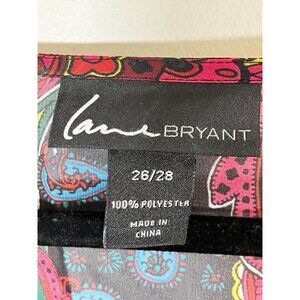 Lane BRYANT
26/28
100% POLYESTER
MADE IN
CHINA